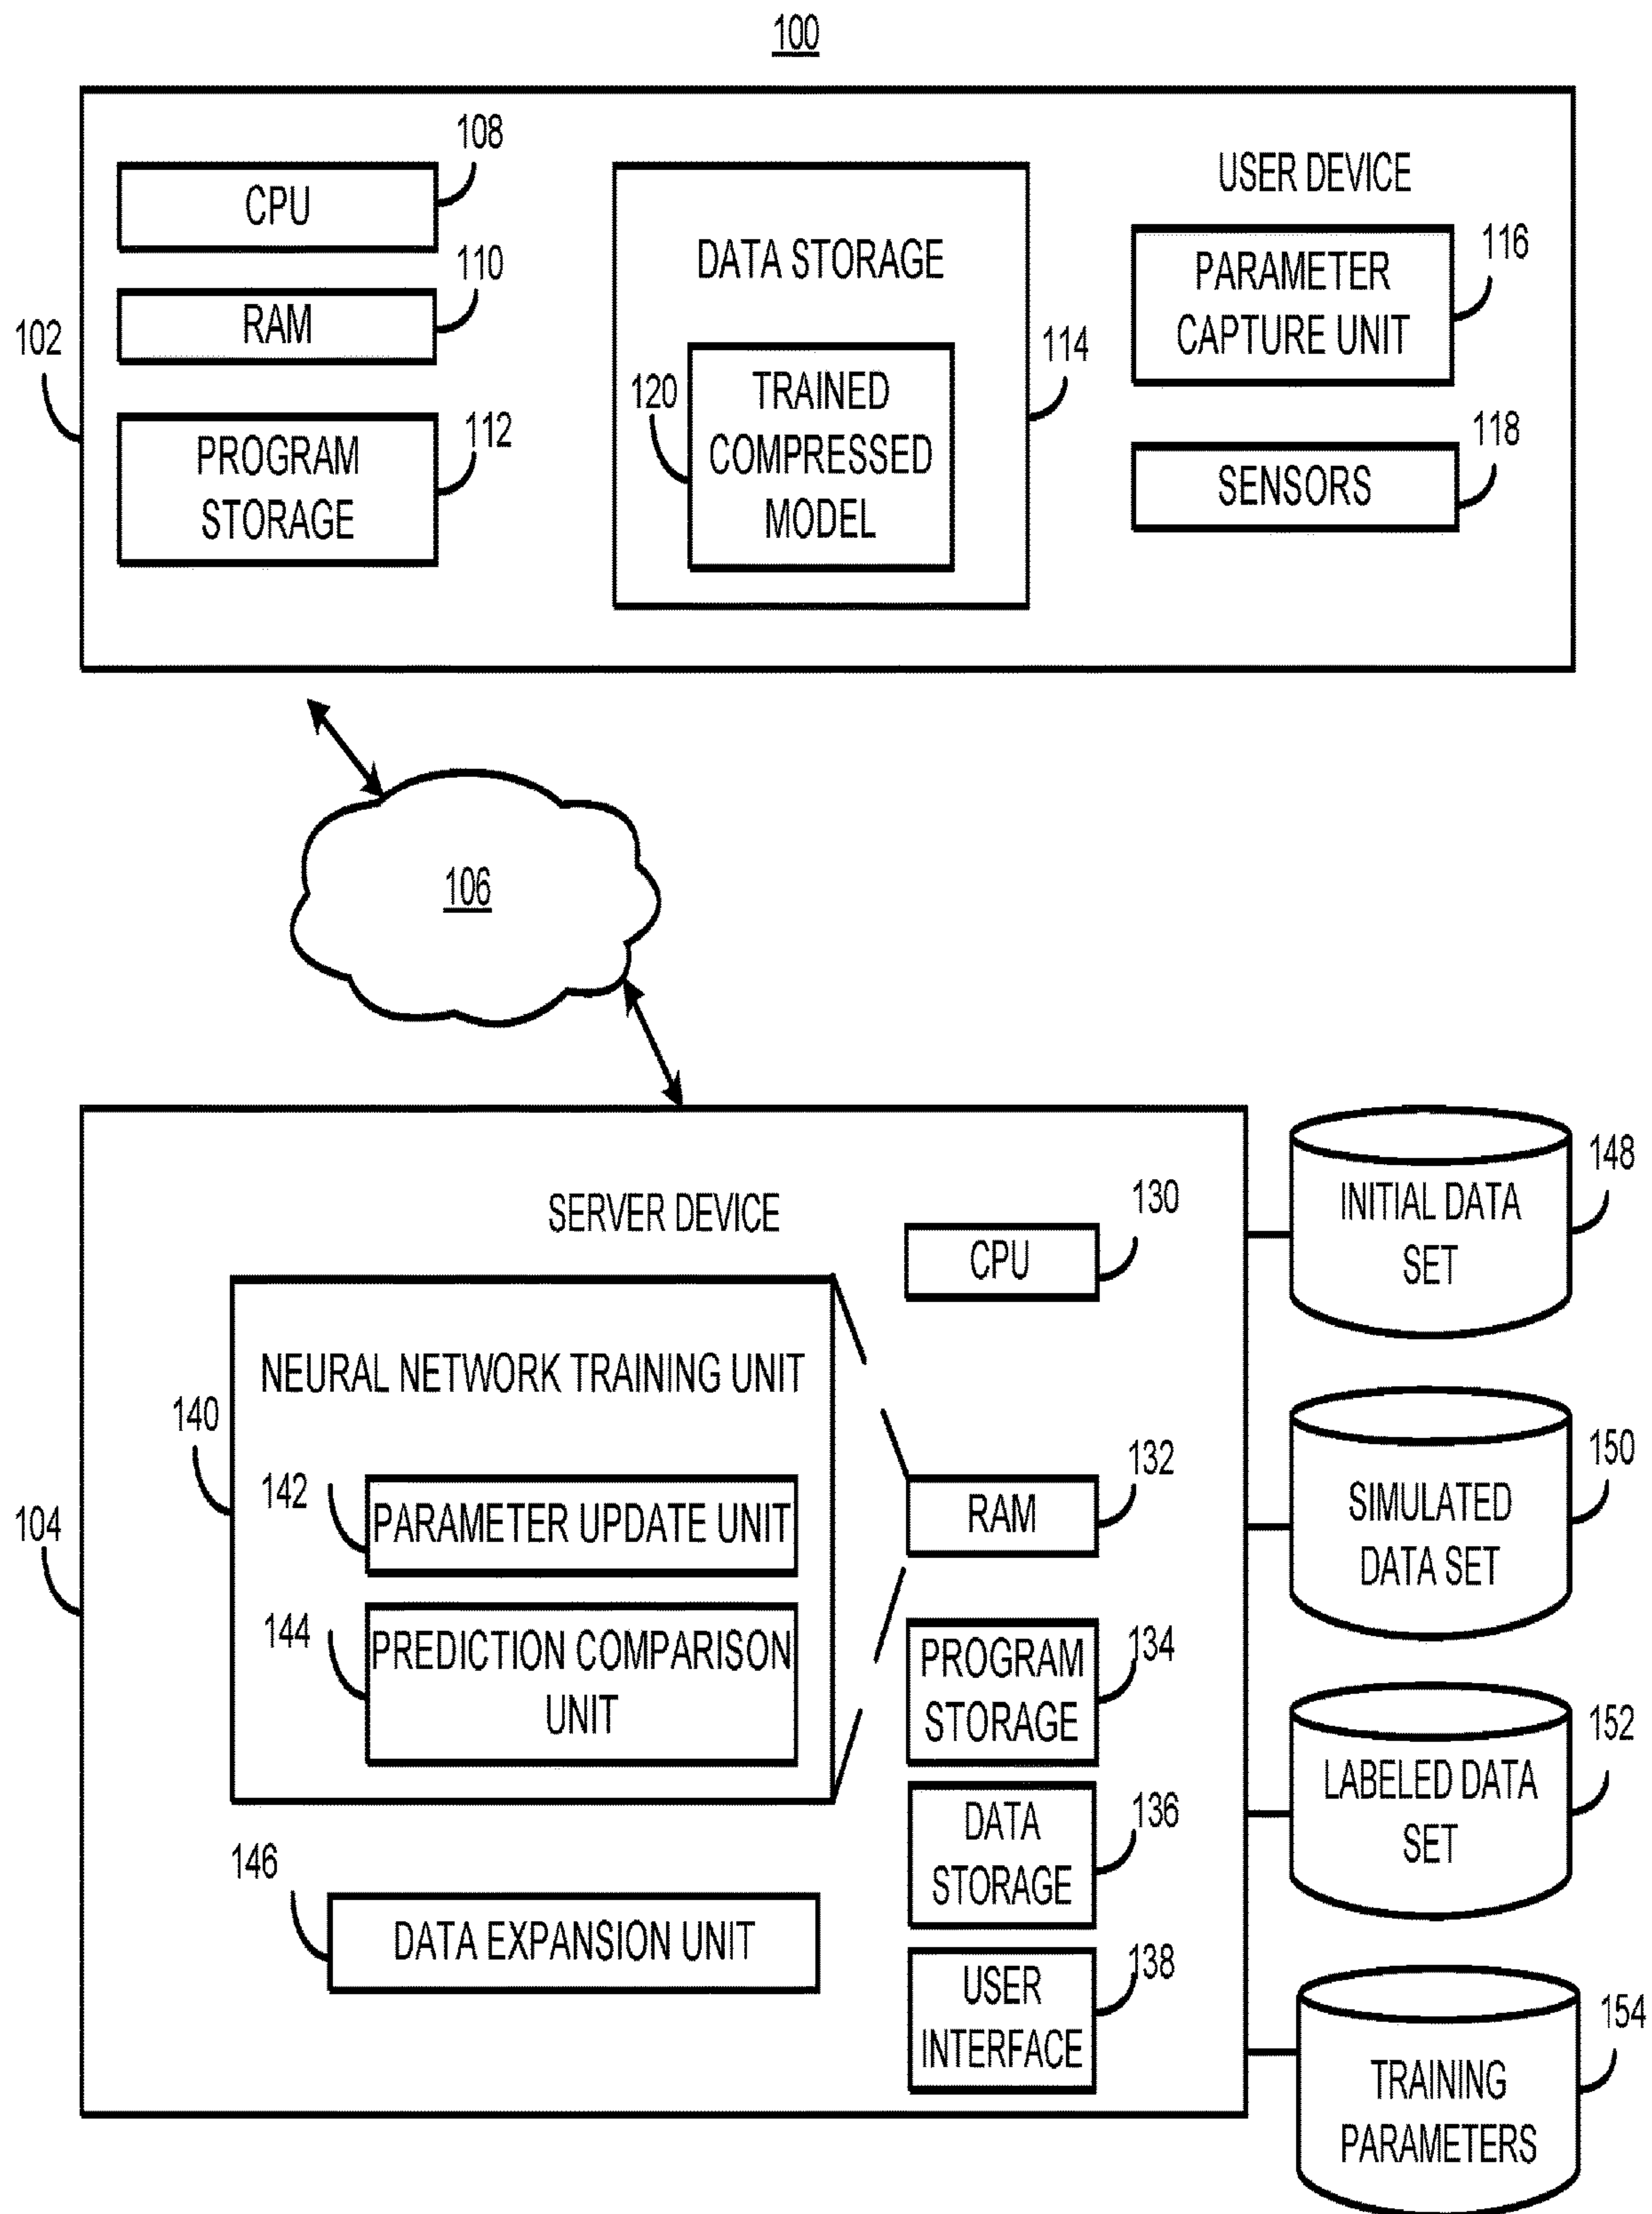 100
108
CPU
USER DEVICE
110
RAM
DATA STORAGE
PARAMETER
CAPTURE UNIT
116
102
114
120
TRAINED
COMPRESSED
MODEL
112
PROGRAM
STORAGE
118
SENSORS
106
SERVER DEVICE
130
CPU
148
INITIAL DATA
SET
NEURAL NETWORK TRAINING UNIT
140
142
PARAMETER UPDATE UNIT
132
RAM
150
SIMULATED
DATA SET
104
144
PREDICTION COMPARISON
UNIT
134
PROGRAM
STORAGE
152
LABELED DATA
SET
136
DATA
STORAGE
146
DATA EXPANSION UNIT
138
USER
INTERFACE
154
TRAINING
PARAMETERS